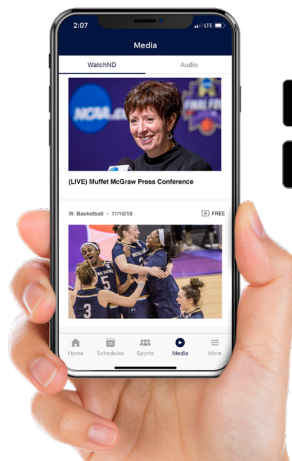 2:07
LTE
Media
WatchND
Audio
NCAA
FINAL FO
(LIVE) Muffet McGraw Press Conference
W. Basketball • 11/10/18
FREE
3
Home
Schedules
Sports
Media
More